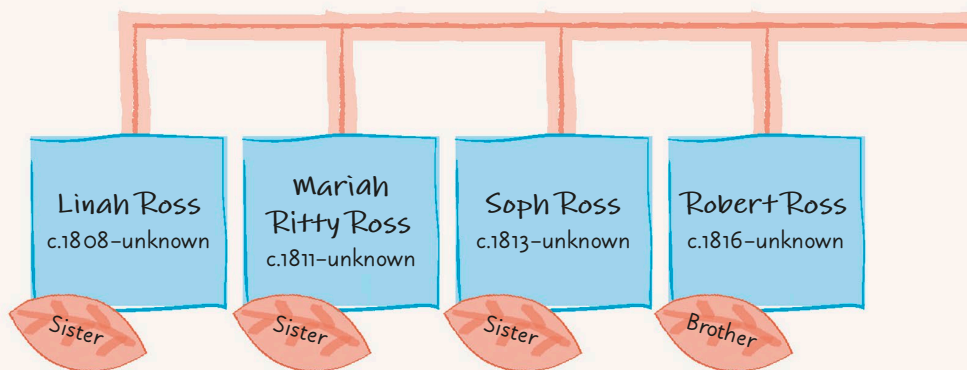 Linah Ross
c.1808–unknown
Sister
Mariah
Ritty Ross
c.1811–unknown
Sister
Soph Ross
c.1813–unknown
Sister
Robert Ross
c.1816–unknown
Brother